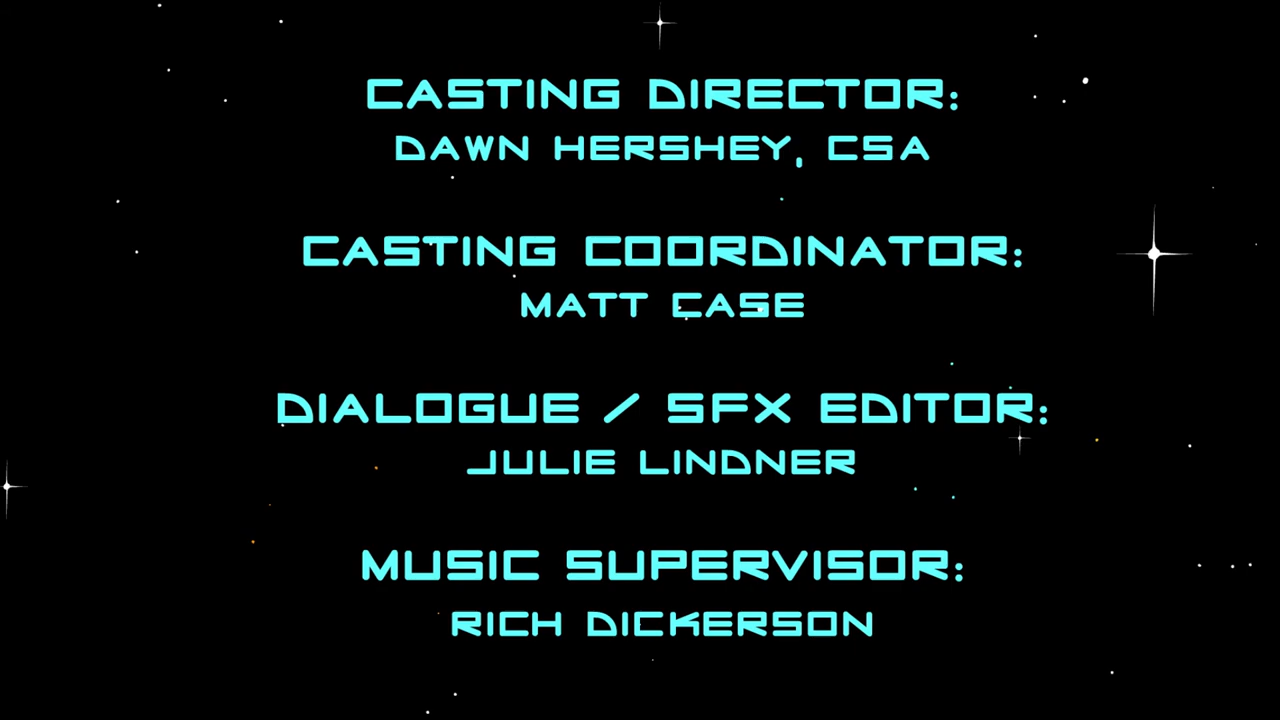 CASTING DIRECTOR:
DAWN HERSHEY, CSA
CASTING COORDINATOR:
MATT CASE
DIALOGUE / SFX EDITOR:
JULIE LINDNER
MUSIC SUPERVISOR:
RICH DICKERSON